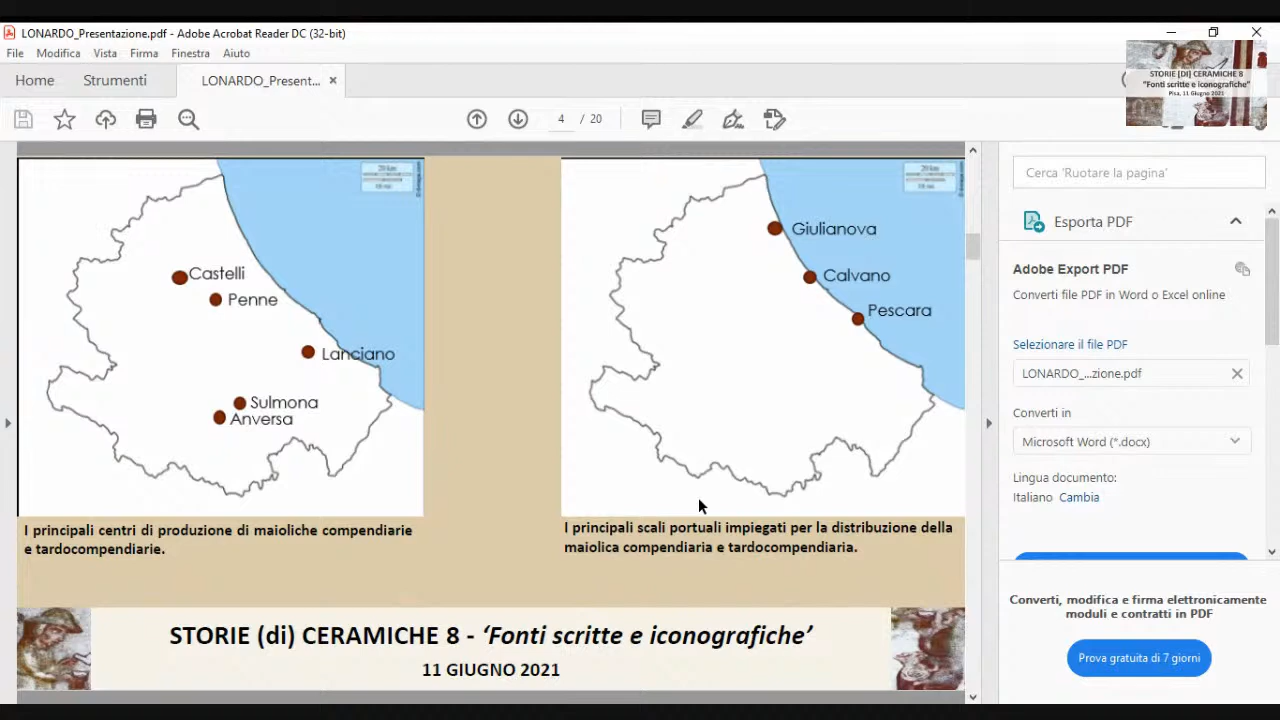 LONARDO_Presentazione.pdf - Adobe Acrobat Reader DC (32-bit)
File Modifica Vista Firma Finestra Aiuto
Home Strumenti LONARDO_Present...
STORIE [DI] CERAMICHE 8
"Fonti scritte e iconografiche"
Pisa, 11 Giugno 2021
4 / 20
Cerca 'Ruotare la pagina'
Esporta PDF
Adobe Export PDF
Converti file PDF in Word o Excel online
Selezionare il file PDF
LONARDO_...zione.pdf
Converti in
Microsoft Word (*.docx)
Lingua documento:
Italiano Cambia
Converti, modifica e firma elettronicamente
moduli e contratti in PDF
Prova gratuita di 7 giorni
Castelli
Penne
Lanciano
Sulmona
Anversa
I principali centri di produzione di maioliche compendiarie
e tardocompendiarie.
Giulianova
Calvano
Pescara
I principali scali portuali impiegati per la distribuzione della
maiolica compendiaria e tardocompendiaria.
STORIE (di) CERAMICHE 8 - 'Fonti scritte e iconografiche'
11 GIUGNO 2021